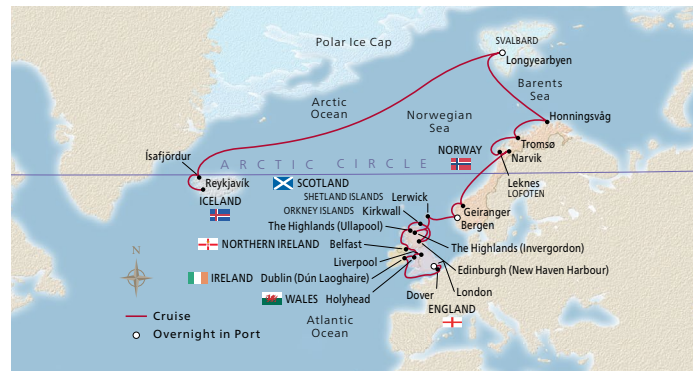 Polar Ice Cap
SVALBARD
Longyearbyen
Barents
Sea
Arctic
Ocean
Norwegian
Sea
Honningsvåg
Tromsø
NORWAY
Narvik
Ísafjördur
ARCTIC CIRCLE
Reykjavík
ICELAND
SCOTLAND
Leknes
LOFOTEN
SHETLAND ISLANDS
Lerwick
ORKNEY ISLANDS
Kirkwall
Geiranger
Bergen
The Highlands (Ullapool)
NORTHERN IRELAND
Belfast
The Highlands (Invergordon)
Liverpool
Edinburgh (New Haven Harbour)
IRELAND
Dublin (Dún Laoghaire)
WALES
Holyhead
Dover
London
ENGLAND
N
Atlantic
Ocean
Cruise
Overnight in Port